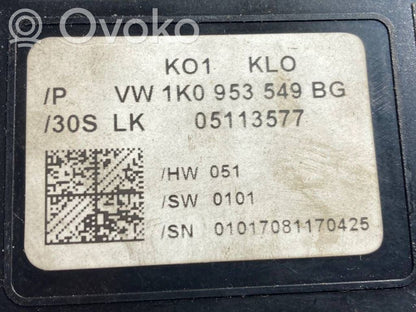 Ovoko
KO1 KLO
/P VW 1K0 953 549 BG
/30S LK 05113577
/HW 051
/SW 0101
/SN 01017081170425